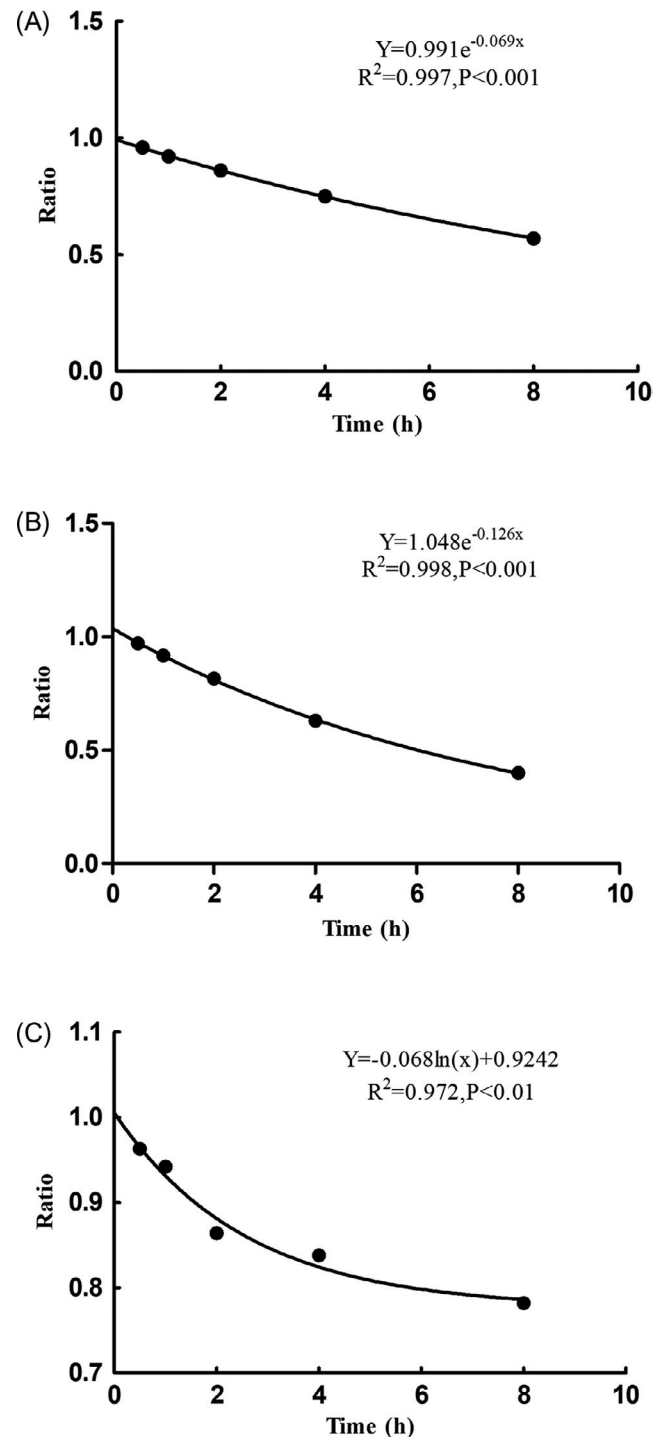 (A)
Y=0.991e^-0.069x
R²=0.997,P<0.001
1.5
1.0
0.5
0.0
Ratio
0 2 4 6 8 10
Time (h)
(B)
Y=1.048e^-0.126x
R²=0.998,P<0.001
1.5
1.0
0.5
0.0
Ratio
0 2 4 6 8 10
Time (h)
(C)
Y=-0.068ln(x)+0.9242
R²=0.972,P<0.01
1.1
1.0
0.9
0.8
0.7
Ratio
0 2 4 6 8 10
Time (h)